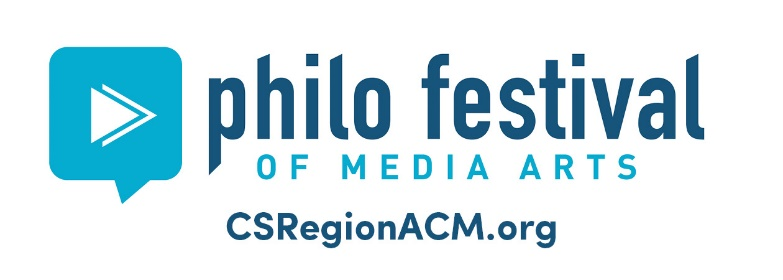 philo festival
OF MEDIA ARTS
CSRegionACM.org